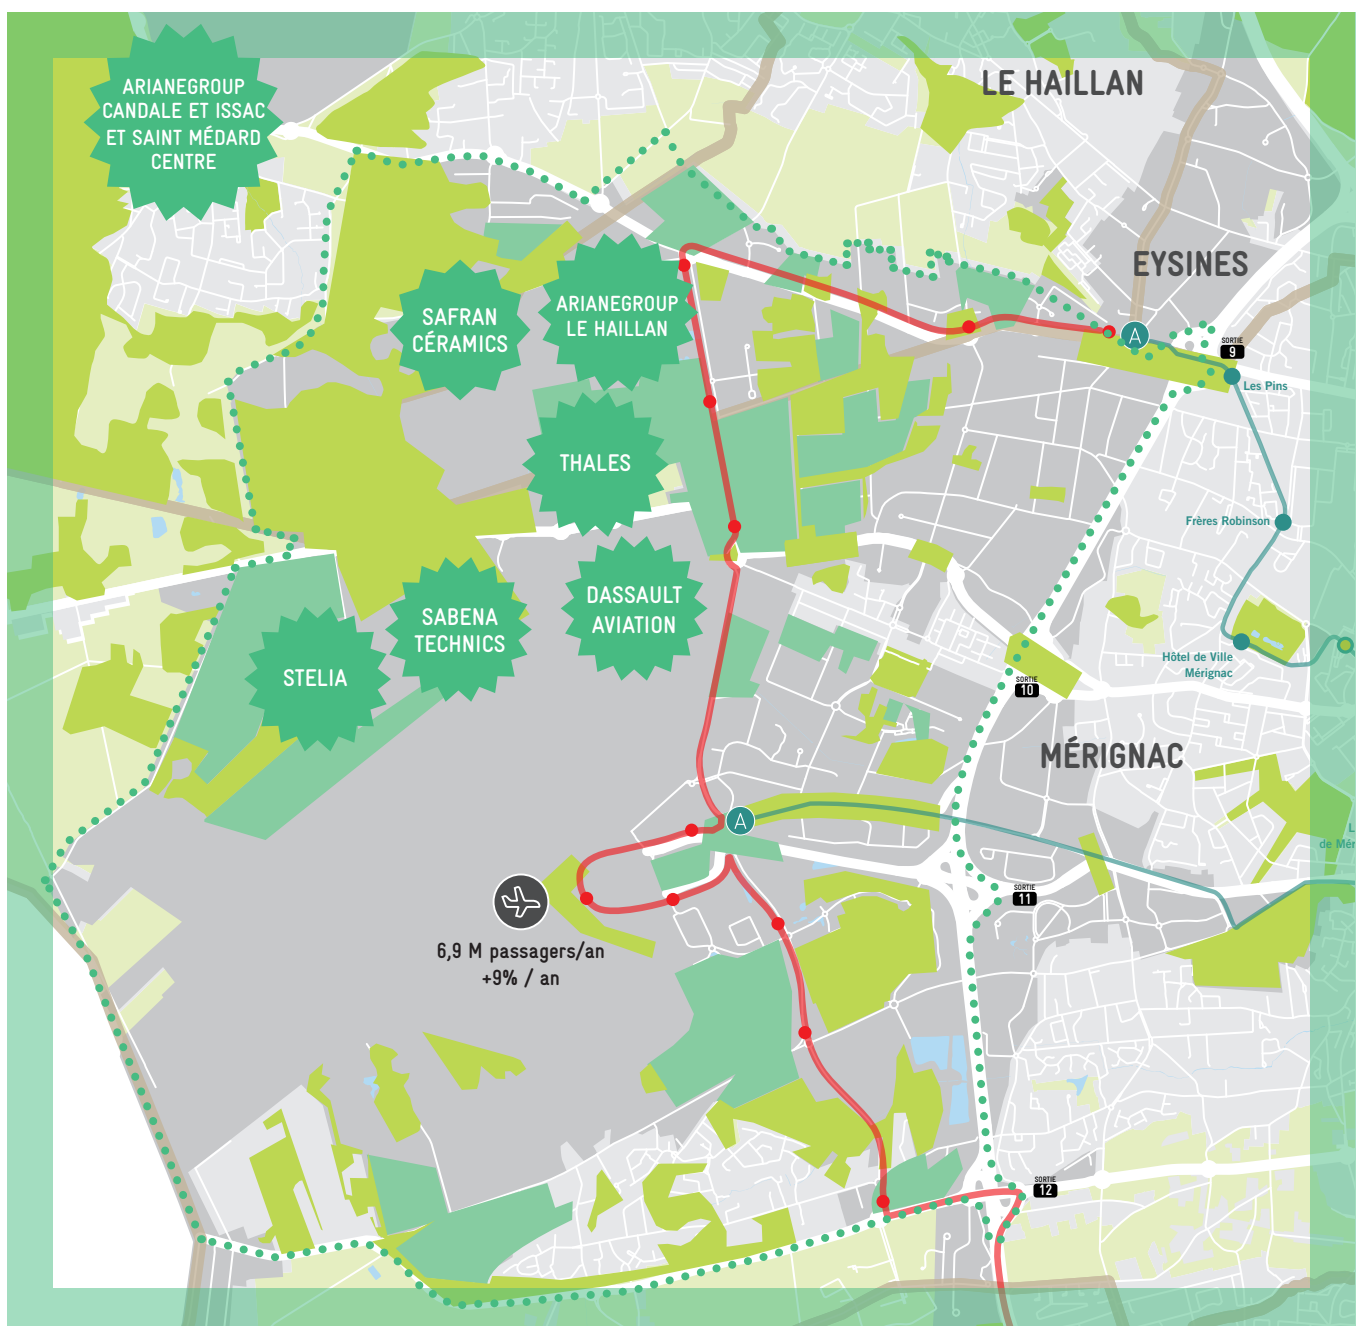 ARIANEGROUP
CANDALE ET ISSAC
ET SAINT MÉDARD
CENTRE
LE HAILLAN
EYSINES
SAFRAN
CÉRAMICS
ARIANEGROUP
LE HAILLAN
A
SORTIE
9
Les Pins
THALES
Frères Robinson
DASSAULT
AVIATION
SABENA
TECHNICS
STELIA
Hôtel de Ville
Mérignac
SORTIE
10
MÉRIGNAC
A
L
de Mér
SORTIE
11
6,9 M passagers/an
+9% / an
SORTIE
12